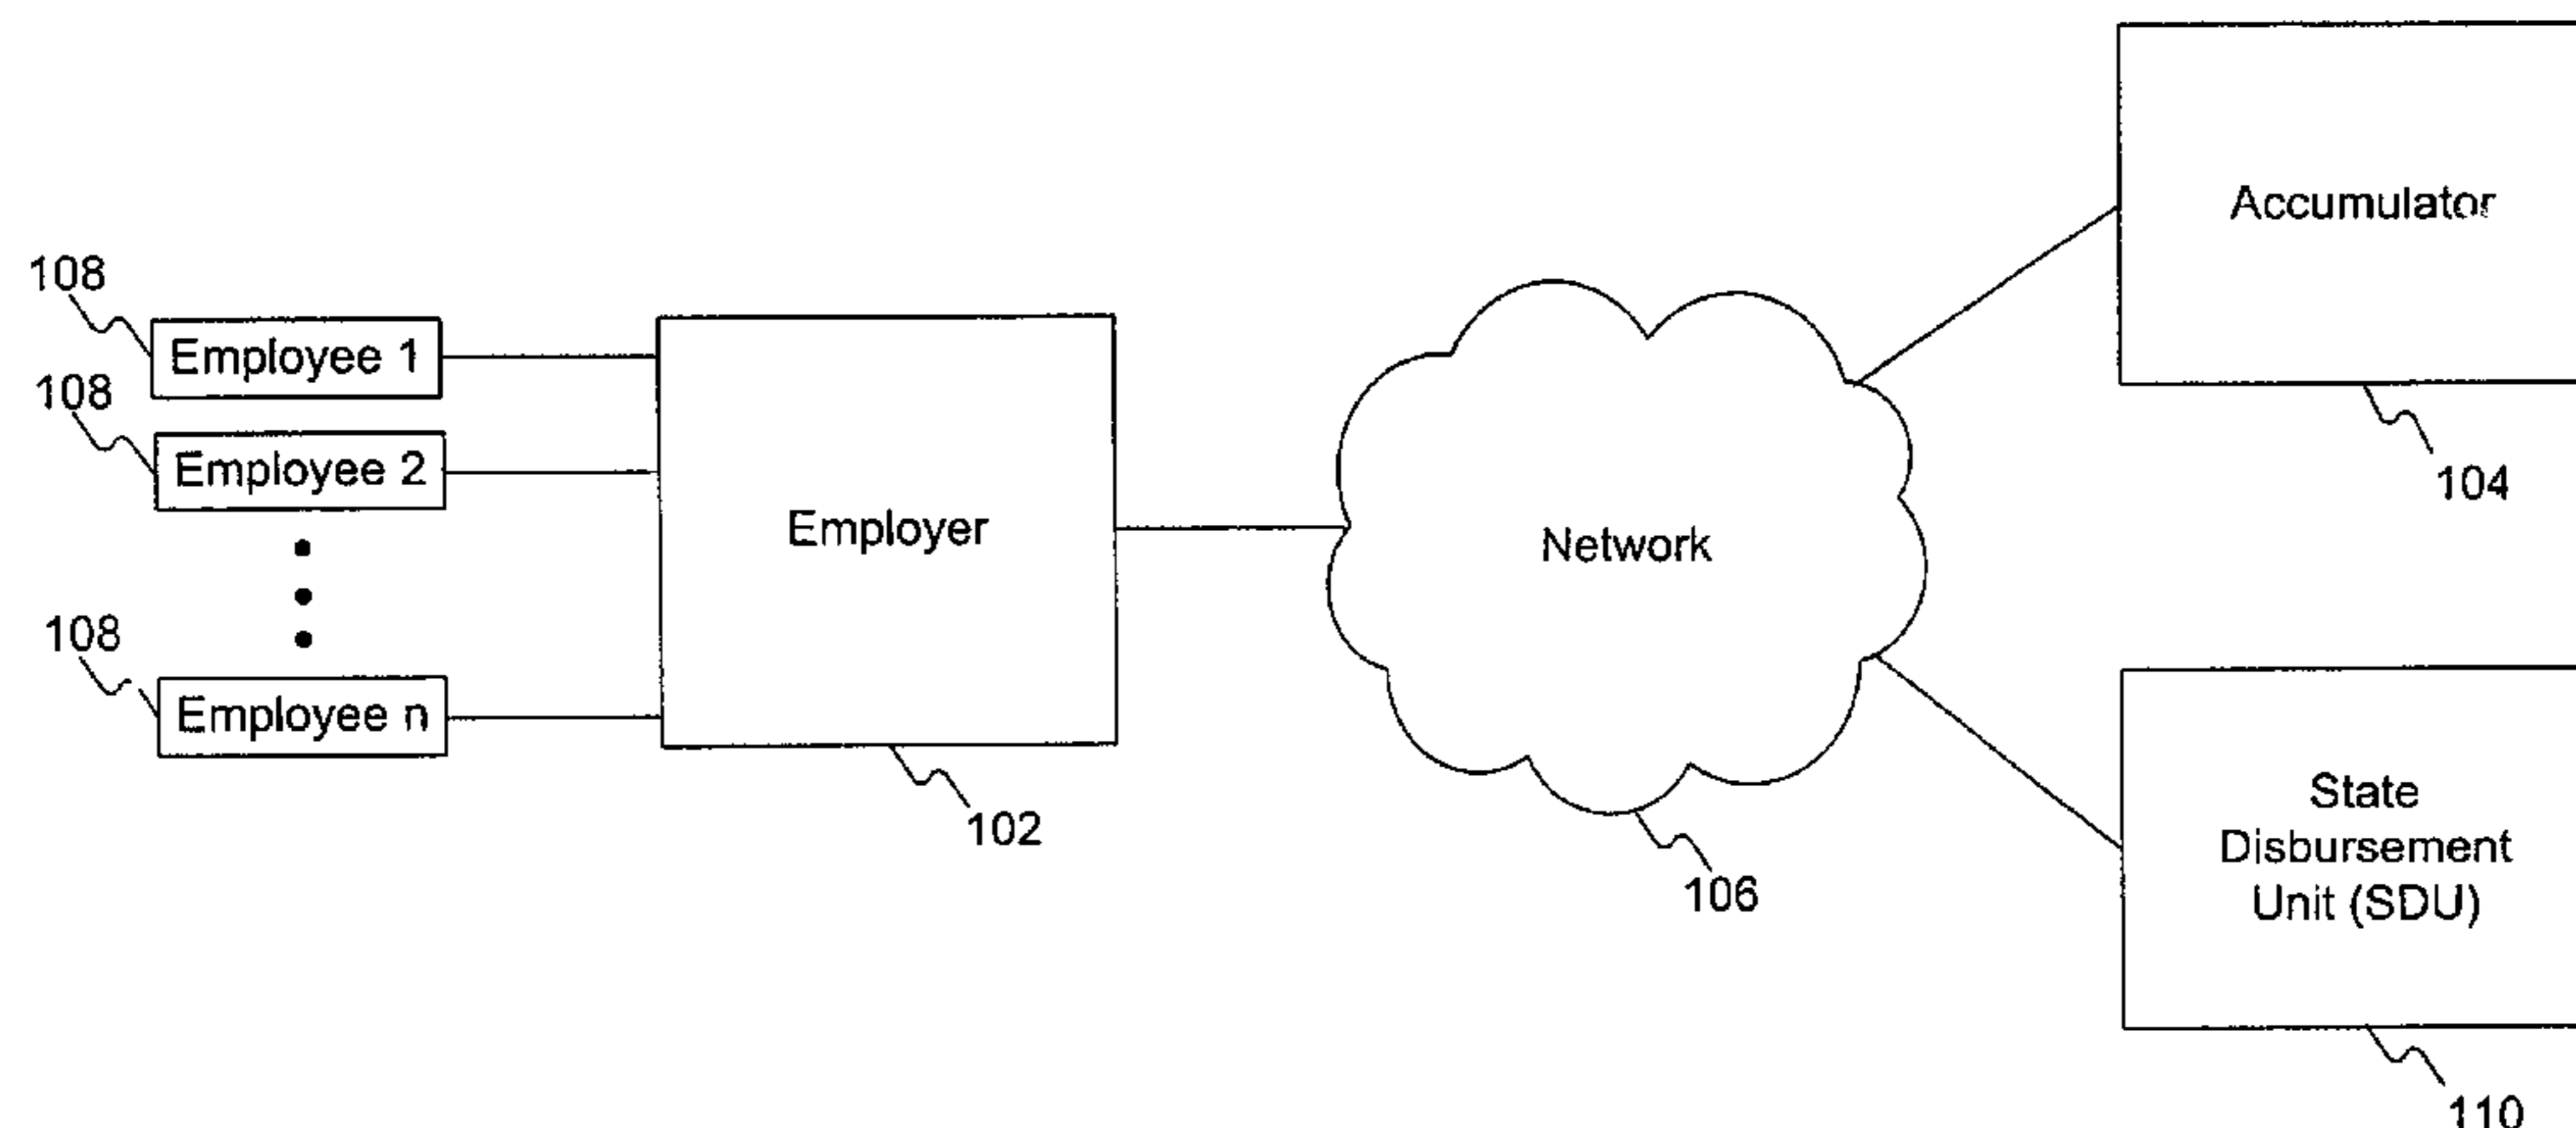 108
Employee 1
108
Employee 2
108
Employee n
Employer
102
Network
106
Accumulator
104
State
Disbursement
Unit (SDU)
110